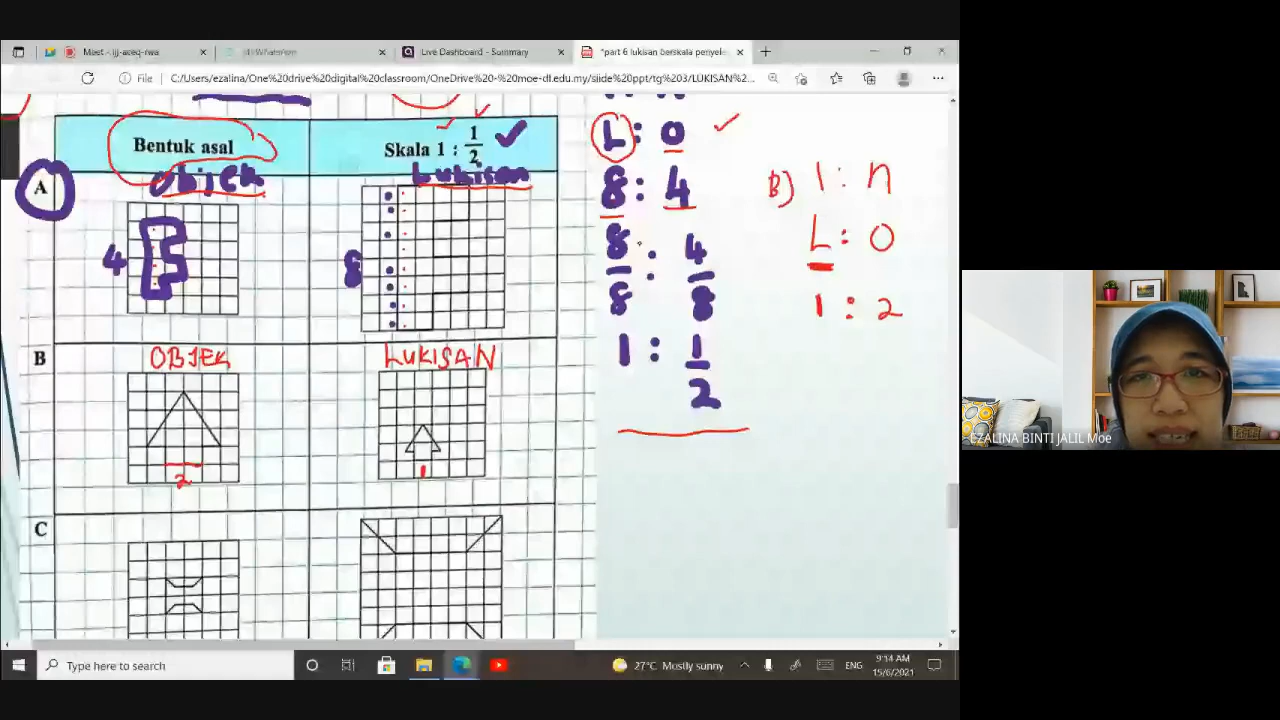 Meet - ijj-aceq-rwa
(1) WhatsApp
Live Dashboard - Summary
*part 6 lukisan berskala penyele
File
C:/Users/ezalina/One%20drive%20digital%20classroom/OneDrive%20-%20moe-dl.edu.my/slide%20ppt/tg%203/LUKISAN%2...
Bentuk asal
Skala 1 : 1/2
objek
Lukisan
A
4
8
B
OBJEK
LUKISAN
2
1
C
L : O
8 : 4
8/8 : 4/8
1 : 1/2
B) 1 : n
L : O
1 : 2
EZALINA BINTI JALIL Moe
Type here to search
27°C Mostly sunny
ENG
9:14 AM
15/6/2021